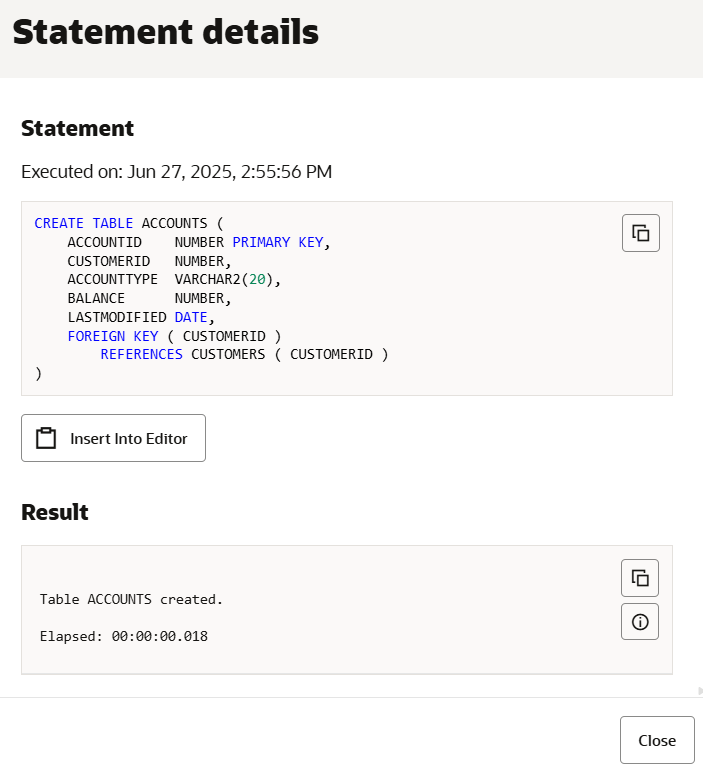 Statement details
Statement
Executed on: Jun 27, 2025, 2:55:56 PM
CREATE TABLE ACCOUNTS (
    ACCOUNTID    NUMBER PRIMARY KEY,
    CUSTOMERID   NUMBER,
    ACCOUNTTYPE  VARCHAR2(20),
    BALANCE      NUMBER,
    LASTMODIFIED DATE,
    FOREIGN KEY ( CUSTOMERID )
        REFERENCES CUSTOMERS ( CUSTOMERID )
)
Insert Into Editor
Result
Table ACCOUNTS created.
Elapsed: 00:00:00.018
Close